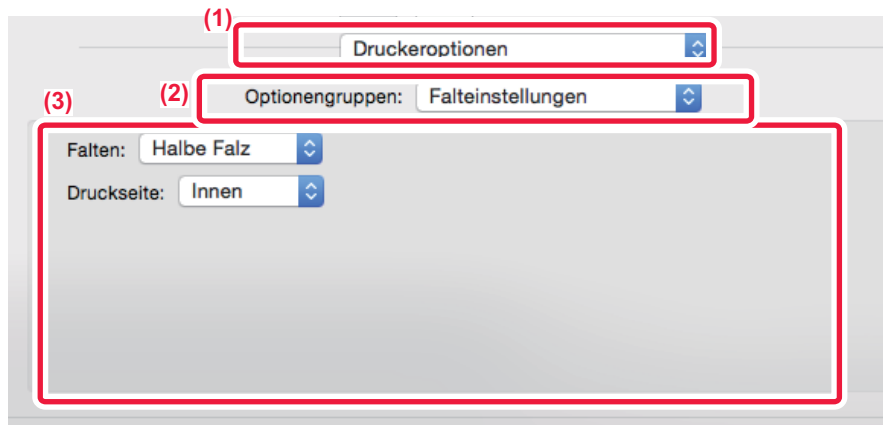 (1)
Druckeroptionen
(2)
Optionengruppen: Falteinstellungen
(3)
Falten: Halbe Falz
Druckseite: Innen